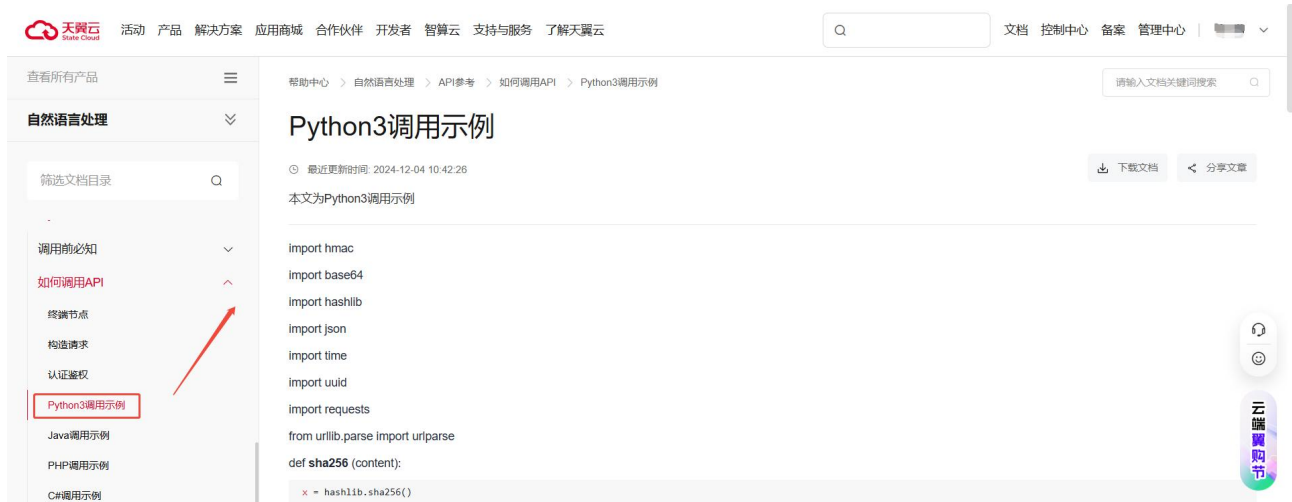 天翼云 活动 产品 解决方案 应用商城 合作伙伴 开发者 智算云 支持与服务 了解天翼云 文档 控制中心 备案 管理中心
State Cloud
查看所有产品
帮助中心 > 自然语言处理 > API参考 > 如何调用API > Python3调用示例
请输入文档关键词搜索
自然语言处理
Python3调用示例
最近更新时间: 2024-12-04 10:42:26
下载文档 分享文章
筛选文档目录
本文为Python3调用示例
调用前必知
如何调用API
终端节点
构造请求
认证鉴权
Python3调用示例
Java调用示例
PHP调用示例
C#调用示例
import hmac
import base64
import hashlib
import json
import time
import uuid
import requests
from urllib.parse import urlparse
def sha256 (content):
x = hashlib.sha256()
云端翼购节